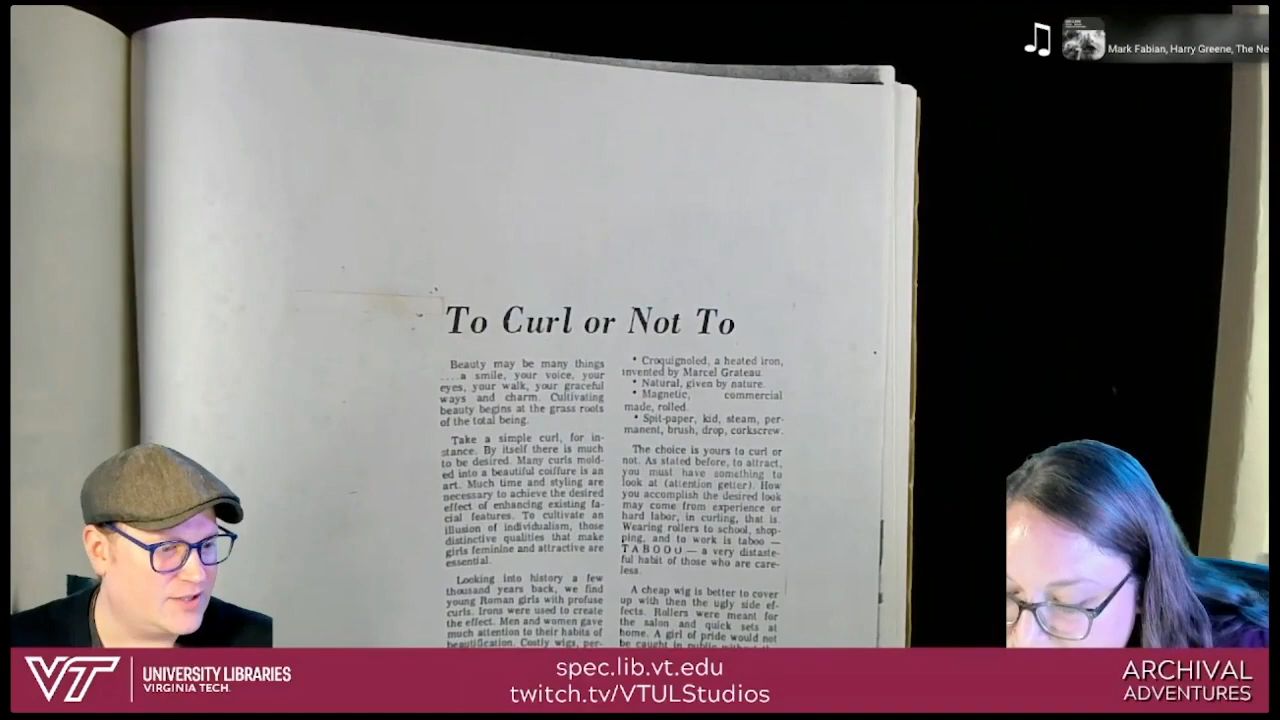 Mark Fabian, Harry Greene, The Ne
To Curl or Not To
Beauty may be many things
....a smile, your voice, your
eyes, your walk, your graceful
ways and charm. Cultivating
beauty begins at the grass roots
of the total being.
Take a simple curl, for in-
stance. By itself there is much
to be desired. Many curls mold-
ed into a beautiful coiffure is an
art. Much time and styling are
necessary to achieve the desired
effect of enhancing existing fa-
cial features. To cultivate an
illusion of individualism, those
distinctive qualities that make
girls feminine and attractive are
essential.
Looking into history a few
thousand years back, we find
young Roman girls with profuse
curls. Irons were used to create
the effect. Men and women gave
much attention to their habits of
beautification. Costly wigs, per-
• Croquignoled, a heated iron,
invented by Marcel Grateau.
• Natural, given by nature.
• Magnetic, commercial
made, rolled.
• Spit-paper, kid, steam, per-
manent, brush, drop, corkscrew.
The choice is yours to curl or
not. As stated before, to attract,
you must have something to
look at (attention getter). How
you accomplish the desired look
may come from experience or
hard labor, in curling, that is.
Wearing rollers to school, shop-
ping, and to work is taboo —
TABOOO — a very distaste-
ful habit of those who are care-
less.
A cheap wig is better to cover
up with then the ugly side ef-
fects. Rollers were meant for
the salon and quick sets at
home. A girl of pride would not
be caught in public without
VT UNIVERSITY LIBRARIES
VIRGINIA TECH.
spec.lib.vt.edu
twitch.tv/VTULStudios
ARCHIVAL
ADVENTURES